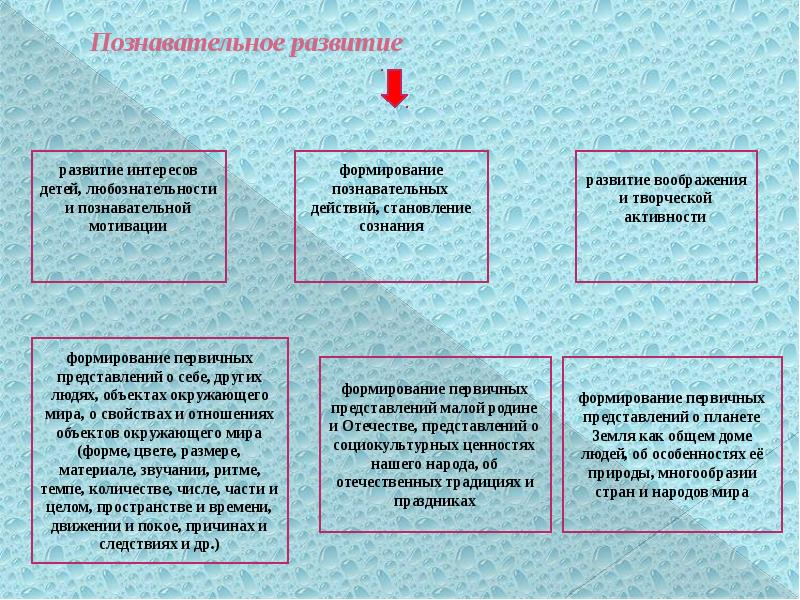 Познавательное развитие
развитие интересов
детей, любознательности
и познавательной
мотивации
формирование
познавательных
действий, становление
сознания
развитие воображения
и творческой
активности
формирование первичных
представлений о себе, других
людях, объектах окружающего
мира, о свойствах и отношениях
объектов окружающего мира
(форме, цвете, размере,
материале, звучании, ритме,
темпе, количестве, числе, части и
целом, пространстве и времени,
движении и покое, причинах и
следствиях и др.)
формирование первичных
представлений малой родине
и Отечестве, представлений о
социокультурных ценностях
нашего народа, об
отечественных традициях и
праздниках
формирование первичных
представлений о планете
Земля как общем доме
людей, об особенностях её
природы, многообразии
стран и народов мира